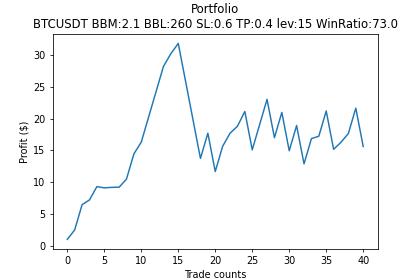 Portfolio
BTCUSDT BBM:2.1 BBL:260 SL:0.6 TP:0.4 lev:15 WinRatio:73.0
30
25
20
15
10
5
0
Profit ($)
0 5 10 15 20 25 30 35 40
Trade counts